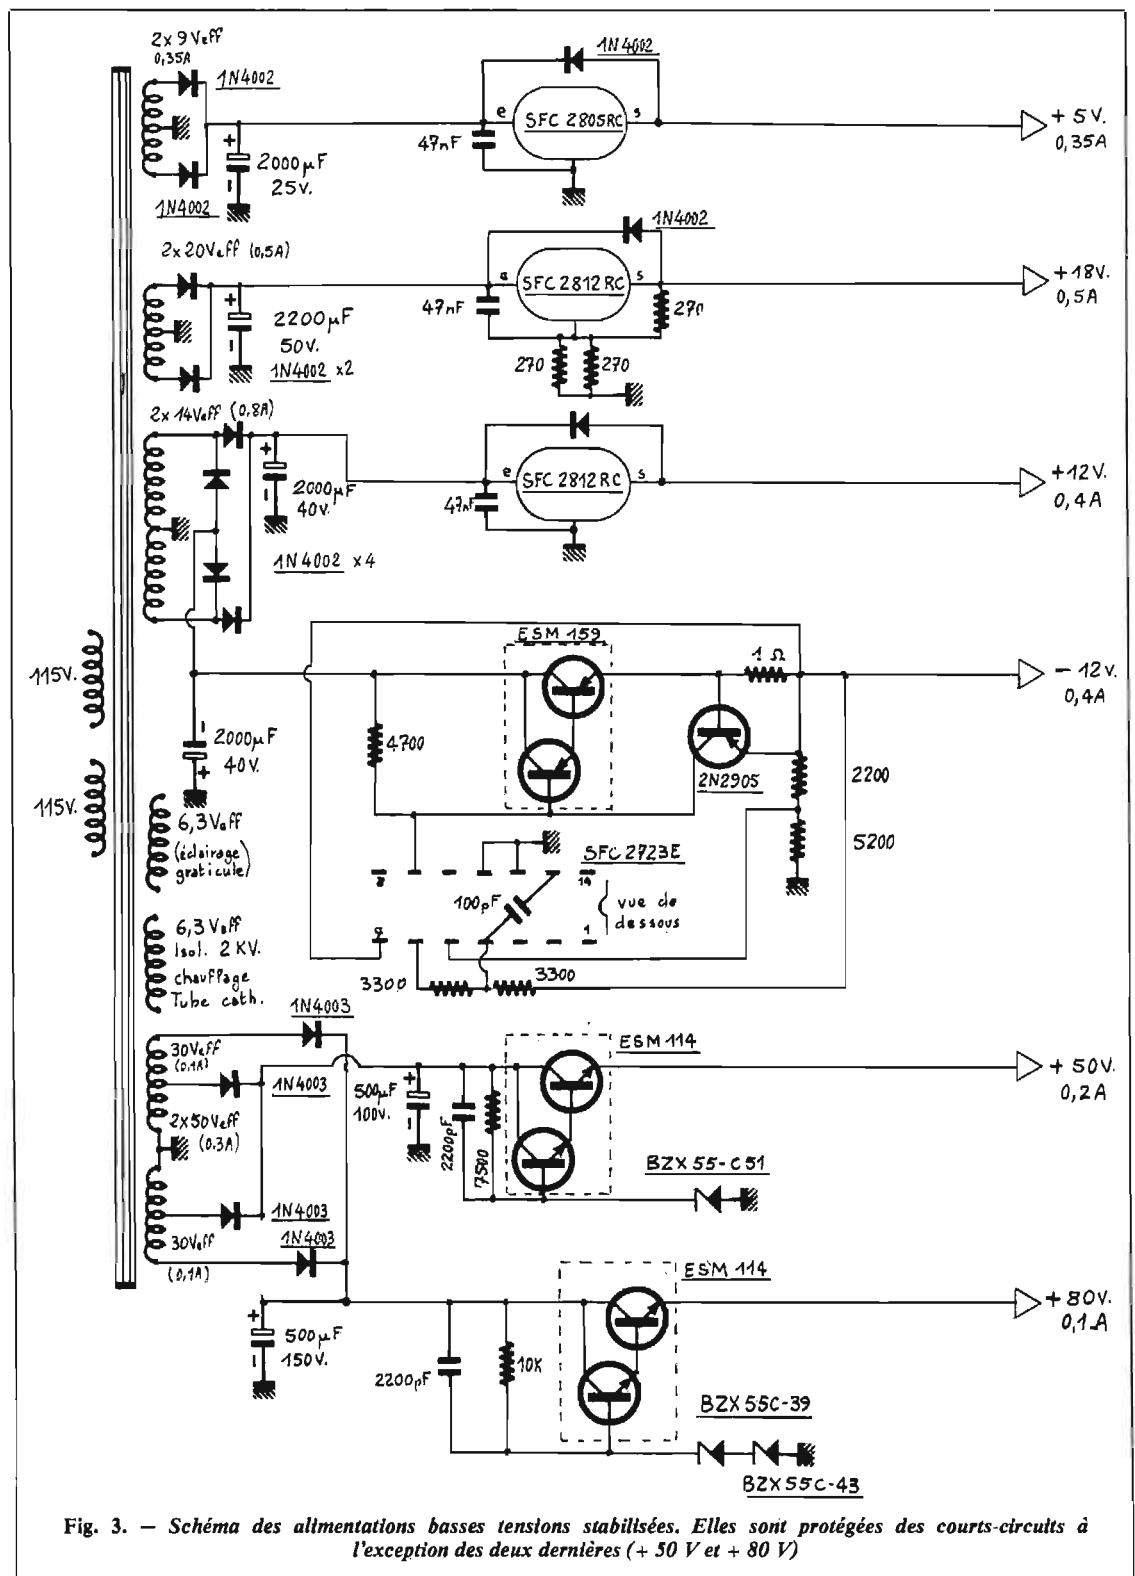 2x 9 Veff
0,35A
1N4002
1N4002
e
SFC 2805RC
s
+ 5V.
0,35A
+
2000µF
25V.
-
47nF
1N4002
2x 20Veff (0,5A)
1N4002
e
SFC 2812 RC
s
+18V.
0,5A
+
2200µF
50V.
-
1N4002 x2
47nF
270
270
270
2x 14Veff (0,8A)
+
2000µF
40V.
-
e
SFC 2812 RC
s
+12V.
0,4A
47nF
1N4002 x4
ESM 159
1 Ω
115V.
- 12V.
0,4A
-
2000µF
40V.
+
4700
2N2905
2200
115V.
6,3Veff
(éclairage)
graticule)
5200
SFC 2723E
8
14
100pF
vue de
dessous
1
6,3 Veff
Isol. 2 KV.
chauffage
Tube cath.
3300
3300
1N4003
30Veff
(0,1A)
1N4003
2x50Veff
(0,3A)
+
500µF
100V.
-
2200pF
7500
ESM 114
+ 50V.
0,2A
BZX 55-C51
1N4003
30Veff
1N4003
(0,1A)
ESM 114
+
500µF
150V.
-
2200pF
10K
+ 80V.
0,1A
BZX 55C-39
BZX 55C-43
Fig. 3. — Schéma des alimentations basses tensions stabilisées. Elles sont protégées des courts-circuits à
l'exception des deux dernières (+ 50 V et + 80 V)